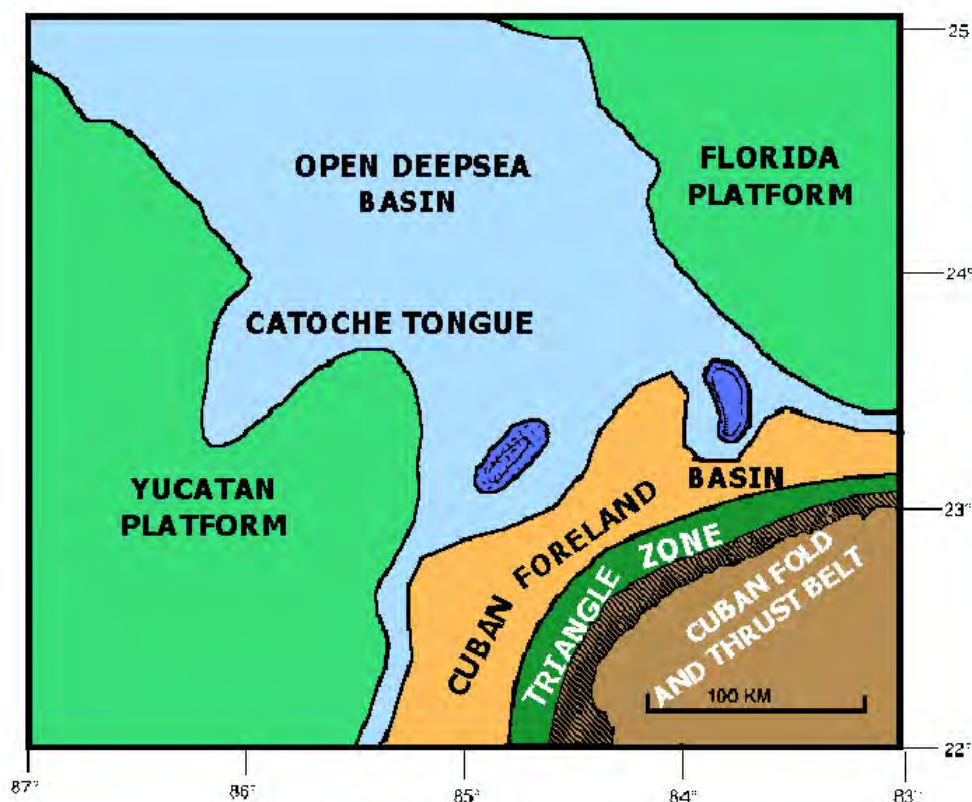 25
OPEN DEEPSEA
BASIN
FLORIDA
PLATFORM
24°
CATOCHE TONGUE
YUCATAN
PLATFORM
BASIN
CUBAN FORELAND
23°
TRIANGLE ZONE
CUBAN FOLD
AND THRUST BELT
100 KM
22°
87°
86°
85°
84°
83°